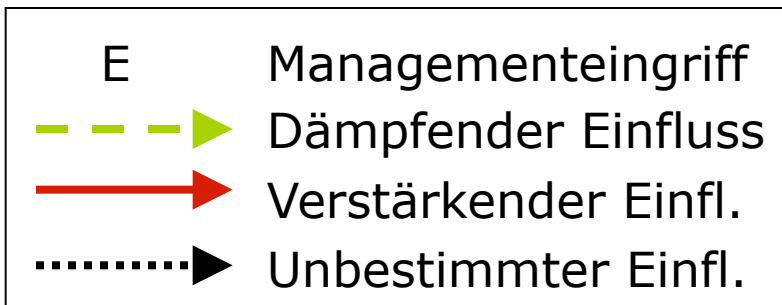 E Managementeingriff
Dämpfender Einfluss
Verstärkender Einfl.
Unbestimmter Einfl.